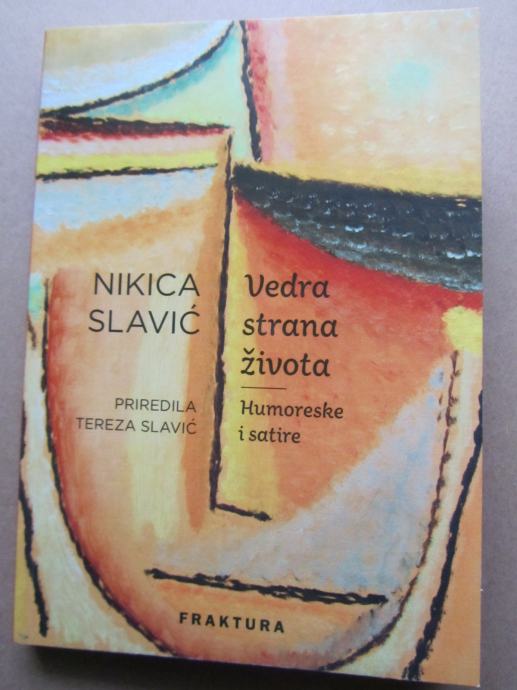 NIKICA
SLAVIĆ
PRIREDILA
TEREZA SLAVIĆ
Vedra
strana
života
Humoreske
i satire
FRAKTURA